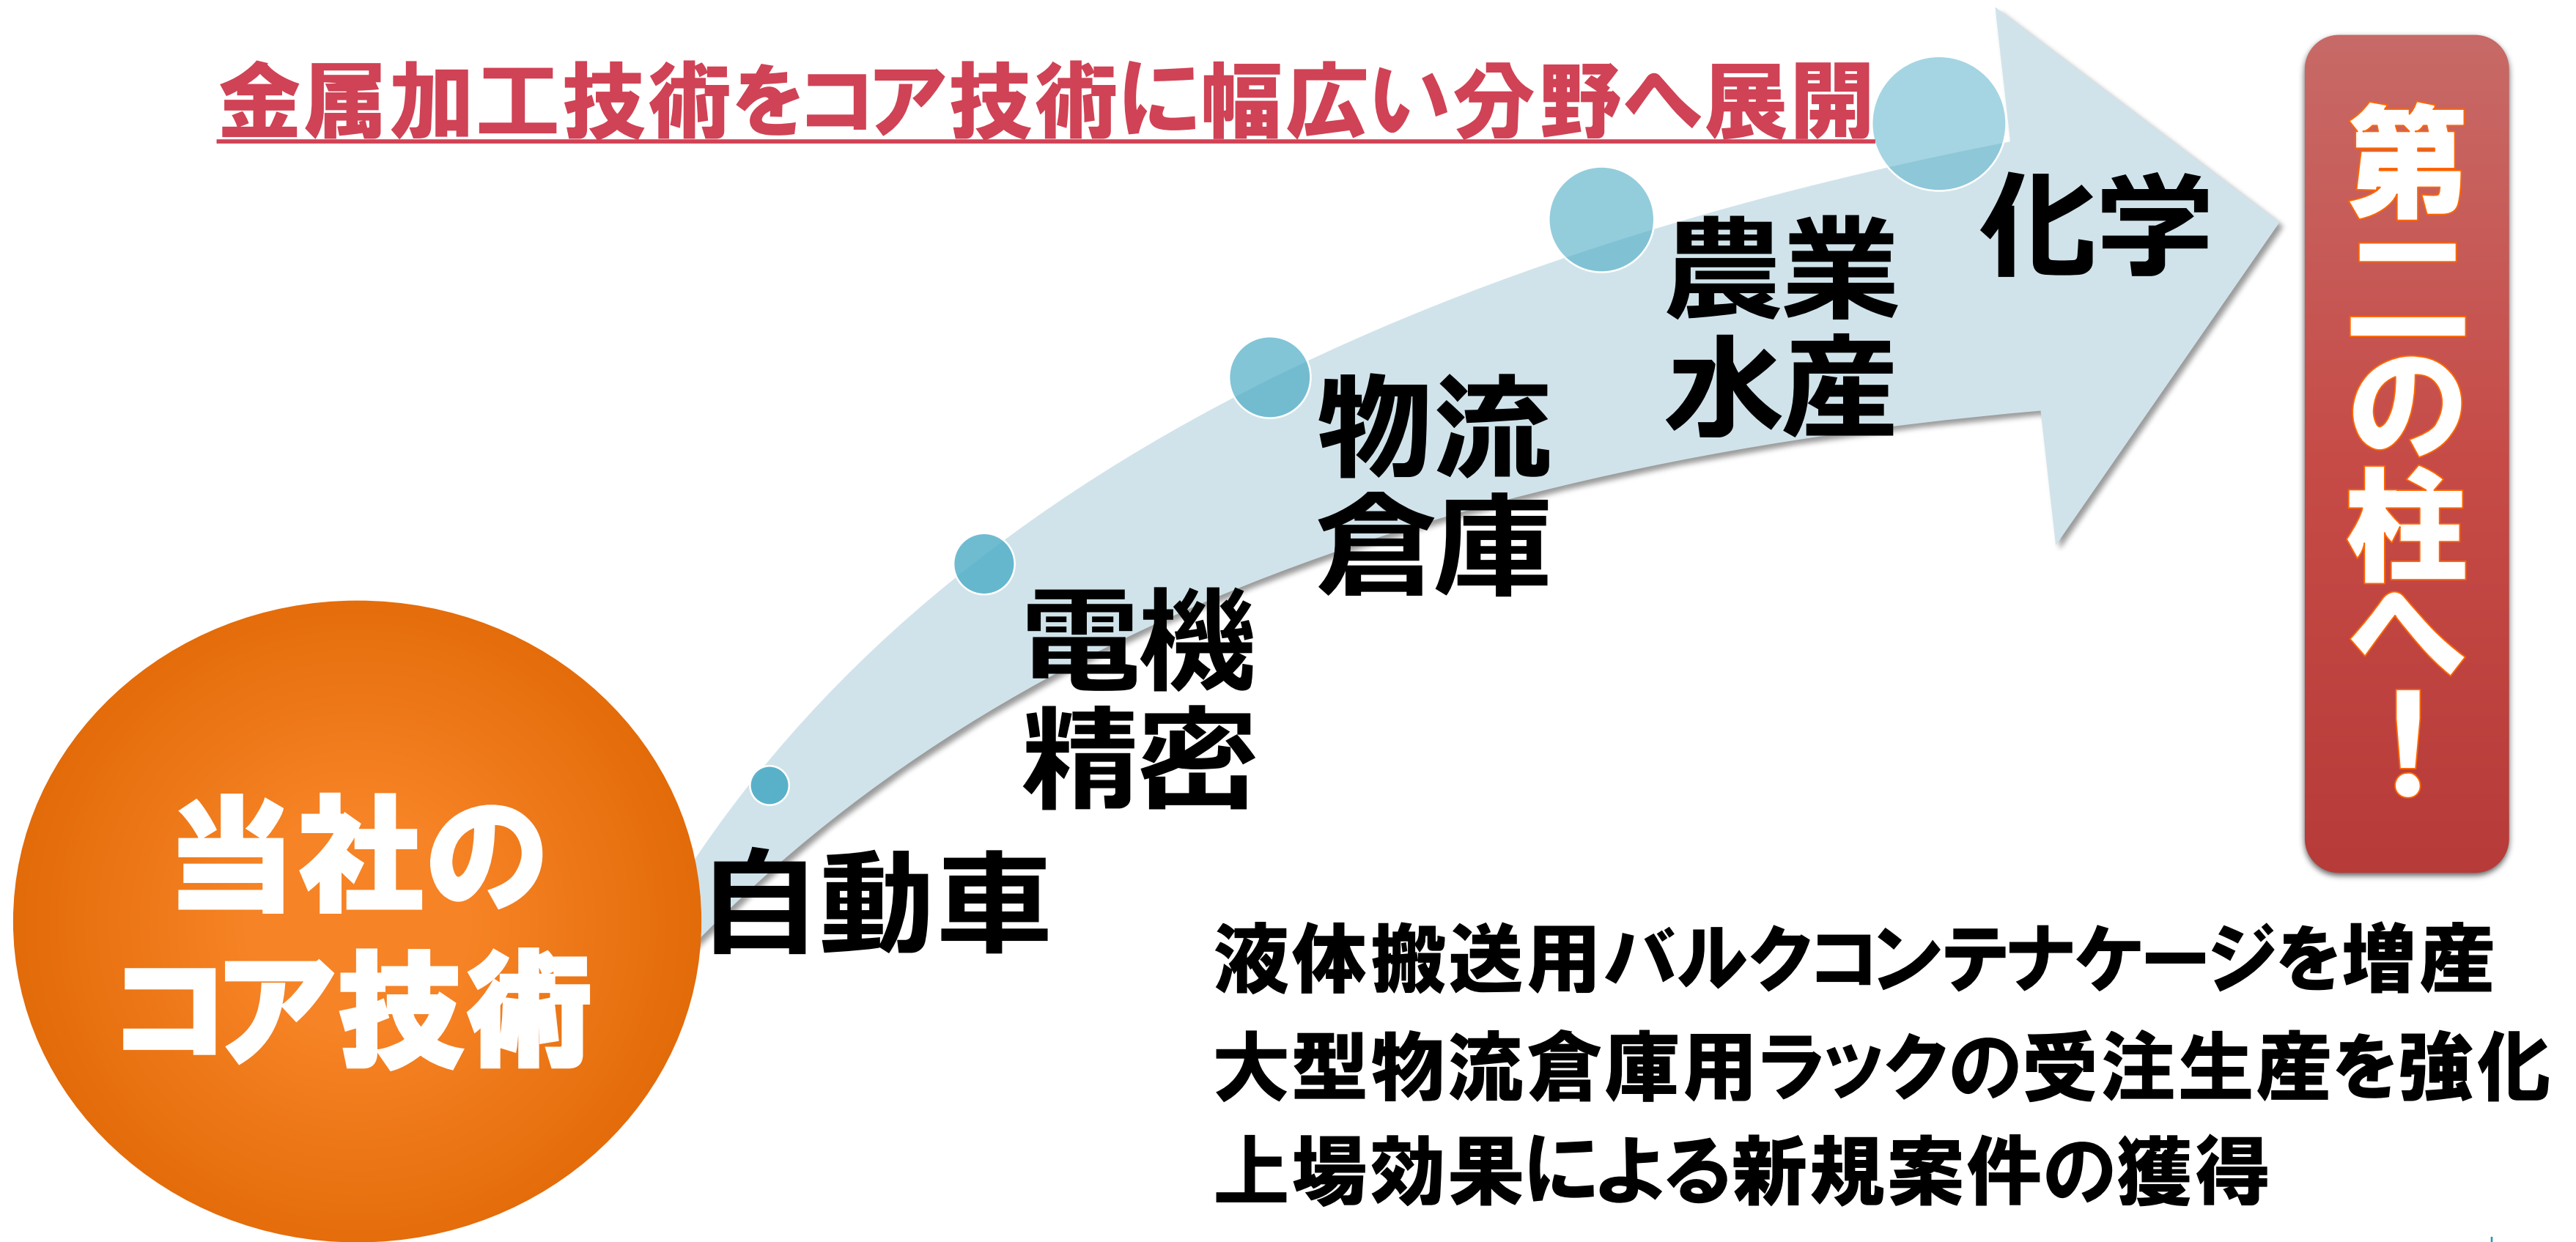 金属加工技術をコア技術に幅広い分野へ展開
当社の
コア技術
自動車
電機
精密
物流
倉庫
農業
水産
化学
第二の柱へ！
液体搬送用バルクコンテナケージを増産
大型物流倉庫用ラックの受注生産を強化
上場効果による新規案件の獲得